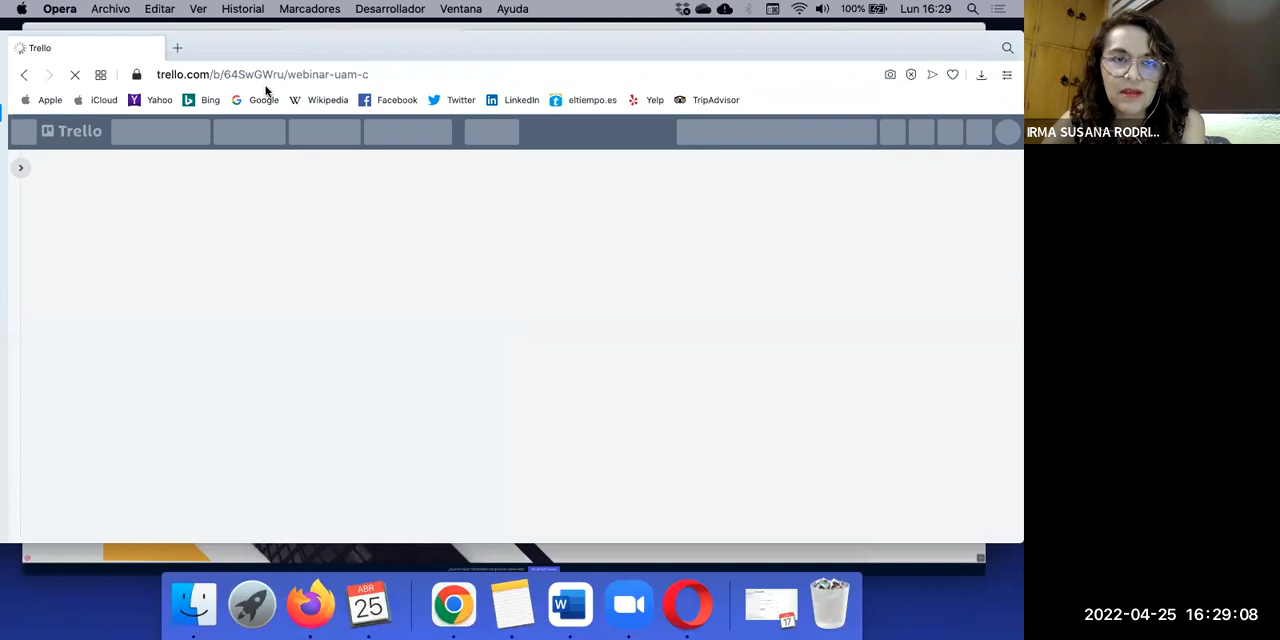 Opera Archivo Editar Ver Historial Marcadores Desarrollador Ventana Ayuda 100% Lun 16:29
Trello
trello.com/b/64SwGWru/webinar-uam-c
Apple iCloud Yahoo Bing Google Wikipedia Facebook Twitter LinkedIn eltiempo.es Yelp TripAdvisor
Trello
IRMA SUSANA RODRI...
ABR
25
W
17
2022-04-25 16:29:08